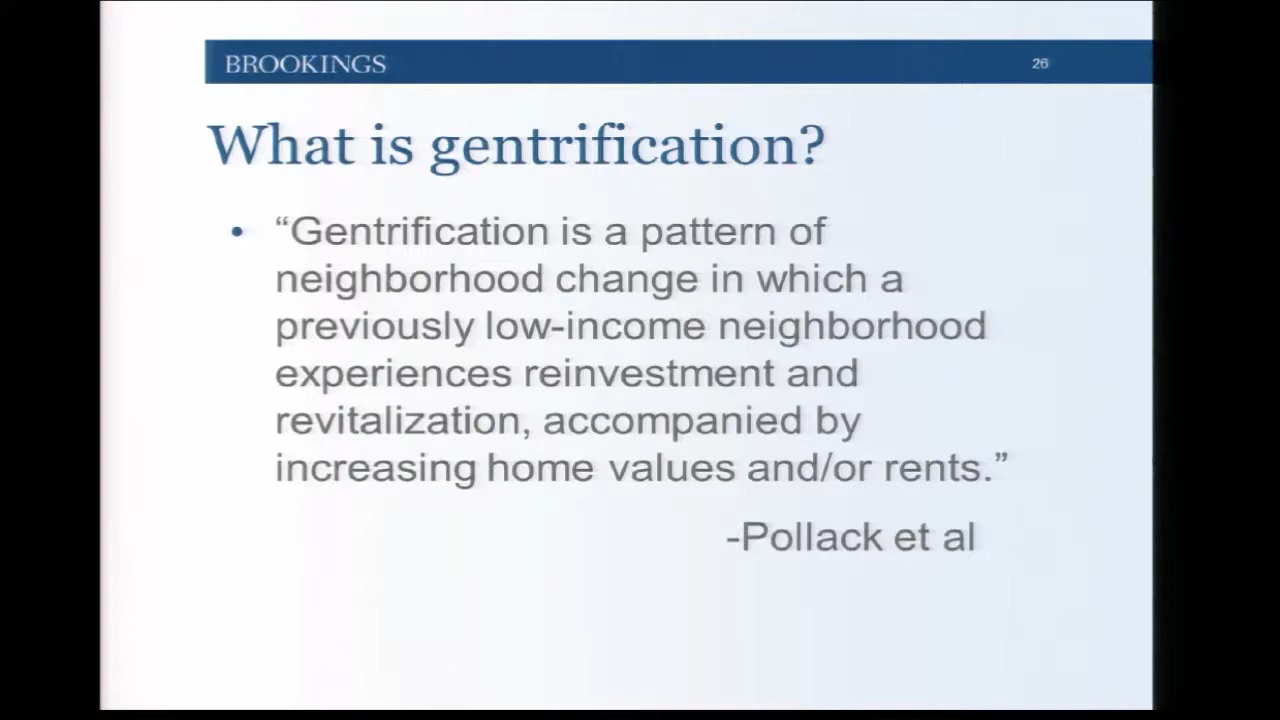 BROOKINGS 26
What is gentrification?
• “Gentrification is a pattern of
neighborhood change in which a
previously low-income neighborhood
experiences reinvestment and
revitalization, accompanied by
increasing home values and/or rents.”
-Pollack et al